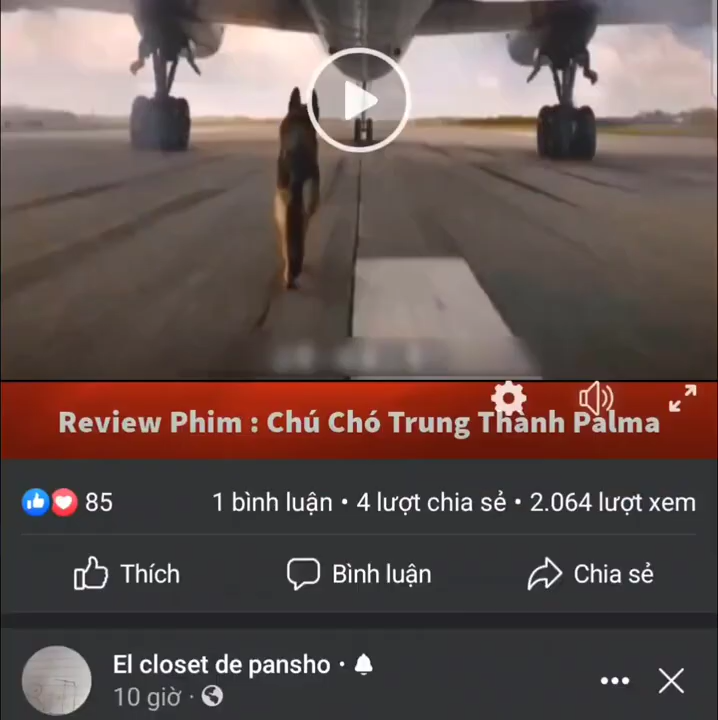 Review Phim : Chú Chó Trung Thành Palma
85
1 bình luận • 4 lượt chia sẻ • 2.064 lượt xem
Thích
Bình luận
Chia sẻ
El closet de pansho •
10 giờ ·